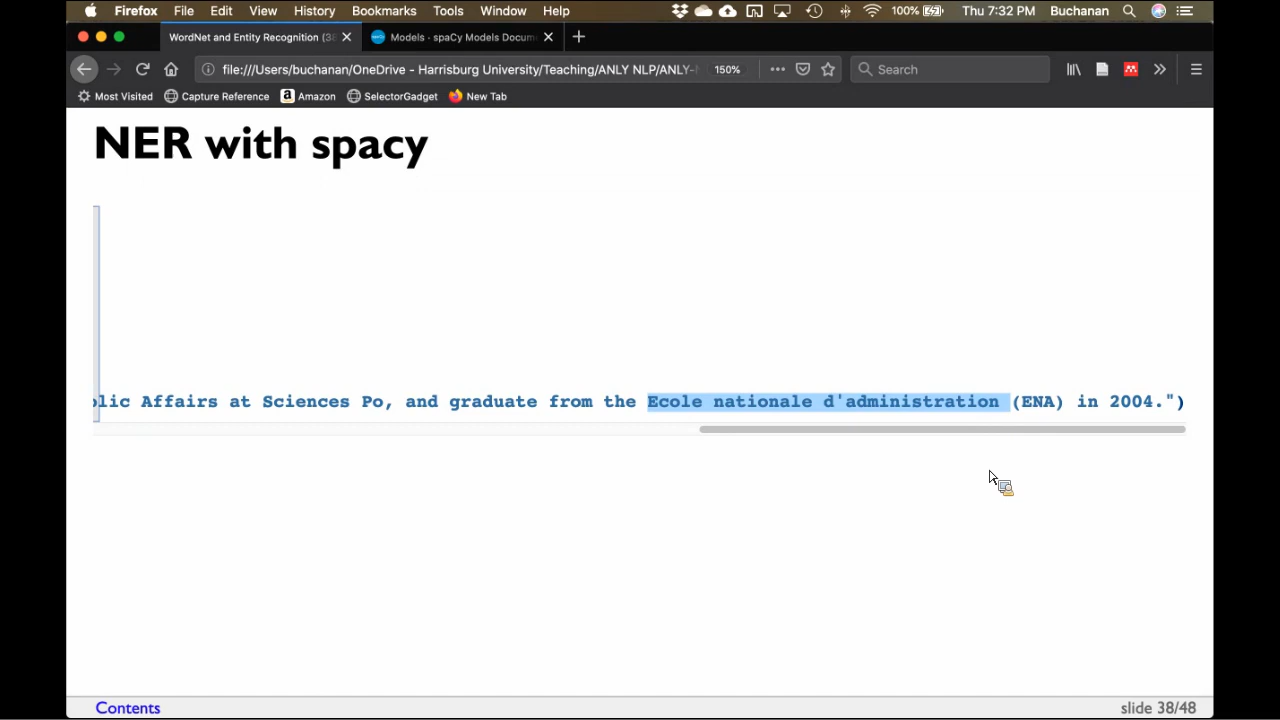 Firefox File Edit View History Bookmarks Tools Window Help 100% Thu 7:32 PM Buchanan
WordNet and Entity Recognition (38 Models · spaCy Models Docum
file:///Users/buchanan/OneDrive - Harrisburg University/Teaching/ANLY NLP/ANLY- 150% Search
Most Visited Capture Reference Amazon SelectorGadget New Tab
NER with spacy
blic Affairs at Sciences Po, and graduate from the Ecole nationale d'administration (ENA) in 2004.")
Contents slide 38/48